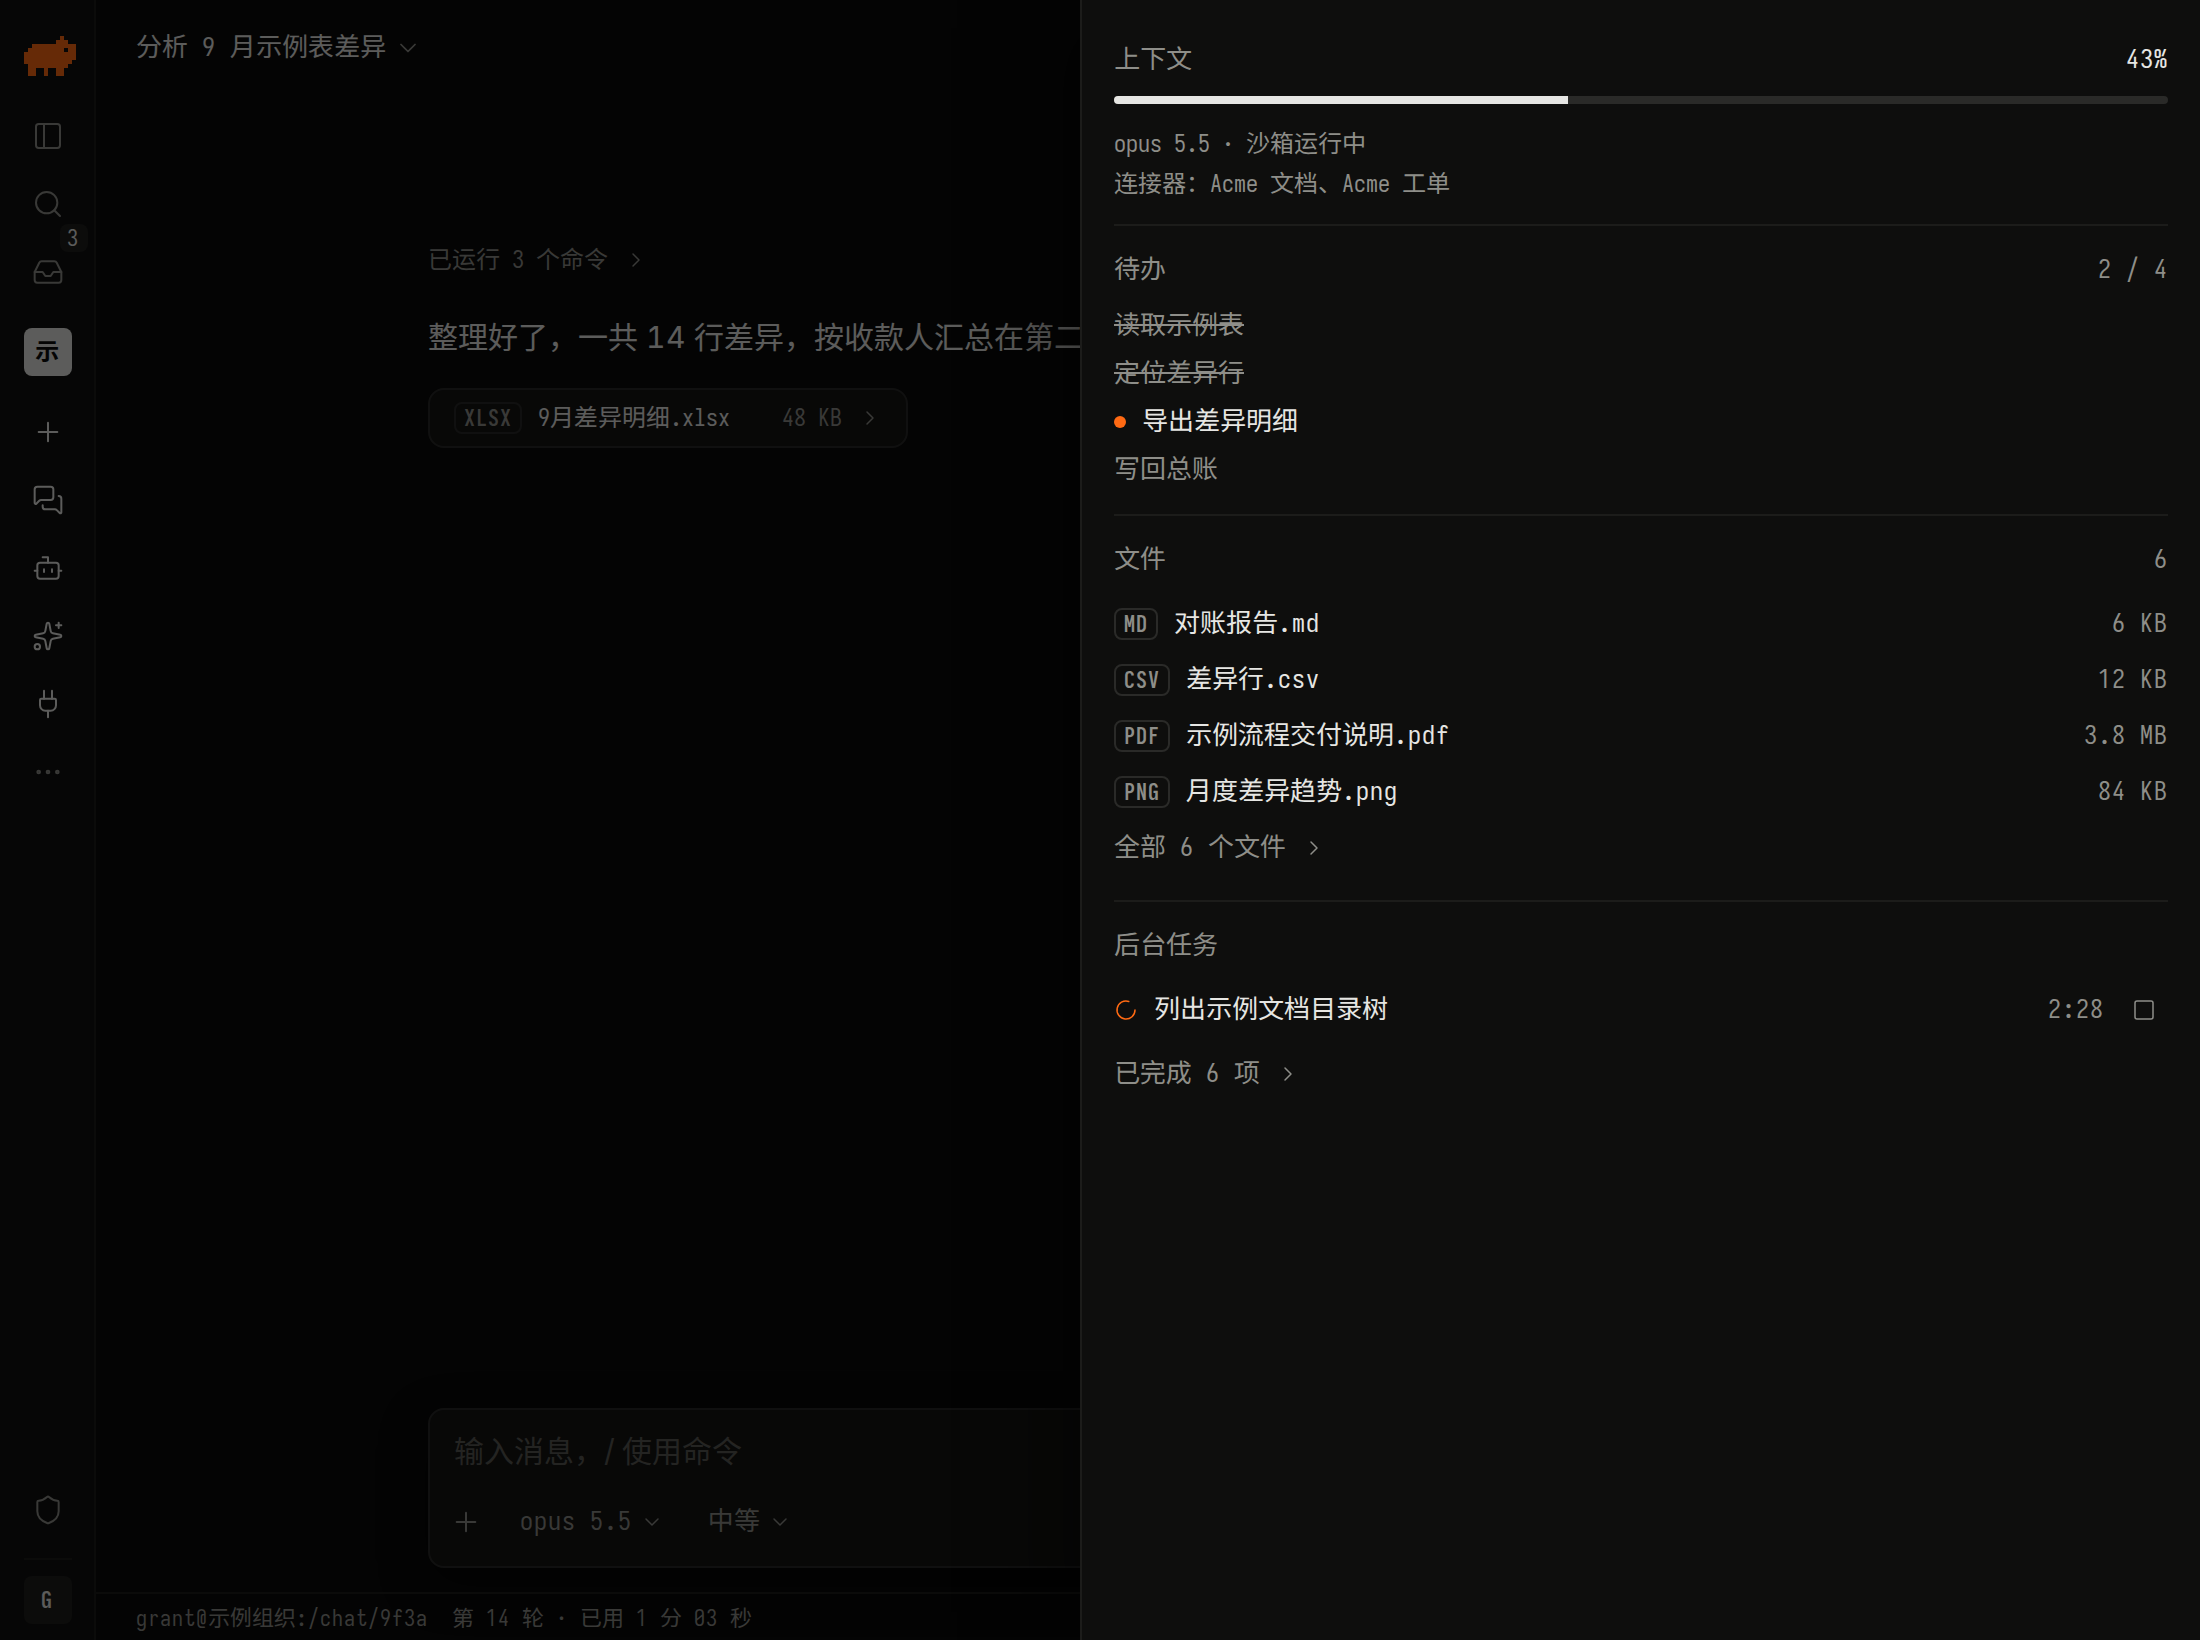 分析 9 月示例表差异
3
示
已运行 3 个命令
整理好了，一共 14 行差异，按收款人汇总在第二
XLSX 9月差异明细.xlsx 48 KB
输入消息，/ 使用命令
opus 5.5 中等
G
grant@示例组织:/chat/9f3a 第 14 轮 · 已用 1 分 03 秒
上下文 43%
opus 5.5 · 沙箱运行中
连接器：Acme 文档、Acme 工单
待办 2 / 4
读取示例表
定位差异行
导出差异明细
写回总账
文件 6
MD 对账报告.md 6 KB
CSV 差异行.csv 12 KB
PDF 示例流程交付说明.pdf 3.8 MB
PNG 月度差异趋势.png 84 KB
全部 6 个文件
后台任务
列出示例文档目录树 2:28
已完成 6 项